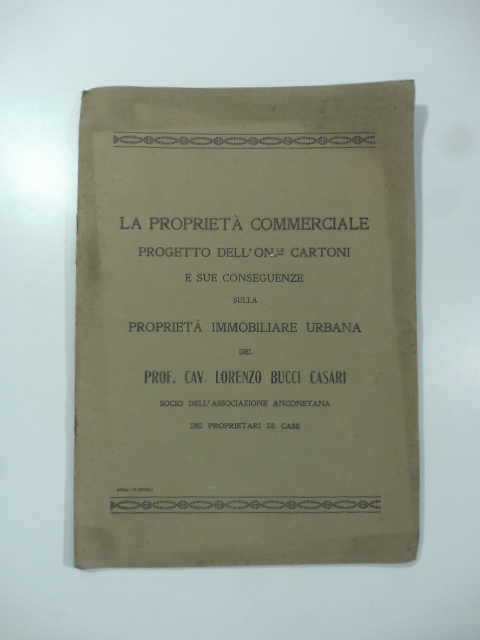 LA PROPRIETÀ COMMERCIALE
PROGETTO DELL'ON.LE CARTONI
E SUE CONSEGUENZE
SULLA
PROPRIETÀ IMMOBILIARE URBANA
DEL
PROF. CAV. LORENZO BUCCI CASARI
SOCIO DELL'ASSOCIAZIONE ANCONETANA
DEI PROPRIETARI DI CASE